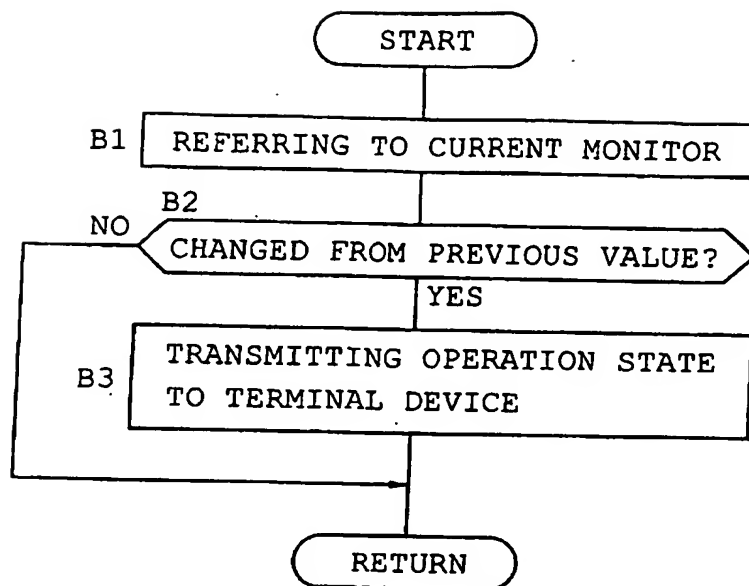 START
B1 REFERRING TO CURRENT MONITOR
B2
NO CHANGED FROM PREVIOUS VALUE?
YES
TRANSMITTING OPERATION STATE
B3
TO TERMINAL DEVICE
RETURN